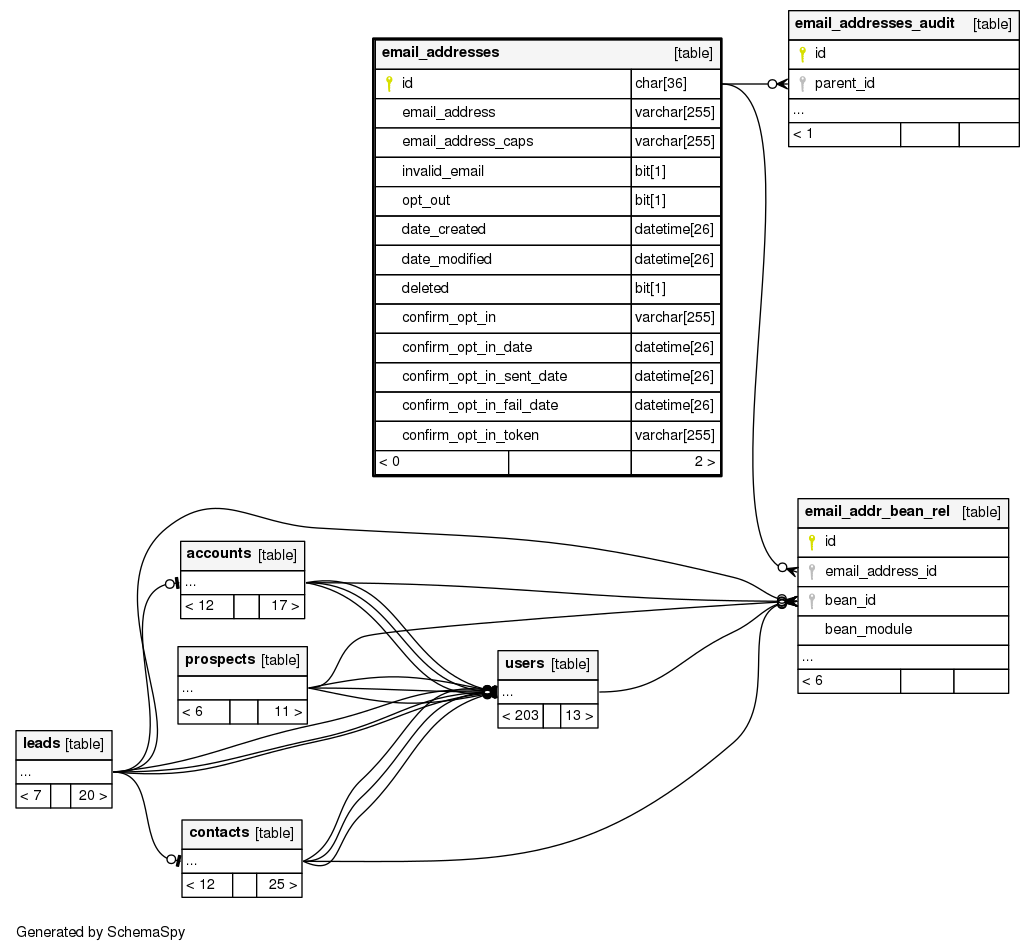 email_addresses_audit [table]
id
parent_id
...
< 1
email_addresses [table]
id char[36]
email_address varchar[255]
email_address_caps varchar[255]
invalid_email bit[1]
opt_out bit[1]
date_created datetime[26]
date_modified datetime[26]
deleted bit[1]
confirm_opt_in varchar[255]
confirm_opt_in_date datetime[26]
confirm_opt_in_sent_date datetime[26]
confirm_opt_in_fail_date datetime[26]
confirm_opt_in_token varchar[255]
< 0 2 >
email_addr_bean_rel [table]
id
email_address_id
bean_id
bean_module
...
< 6
accounts [table]
...
< 12 17 >
prospects [table]
...
< 6 11 >
users [table]
...
< 203 13 >
leads [table]
...
< 7 20 >
contacts [table]
...
< 12 25 >
Generated by SchemaSpy